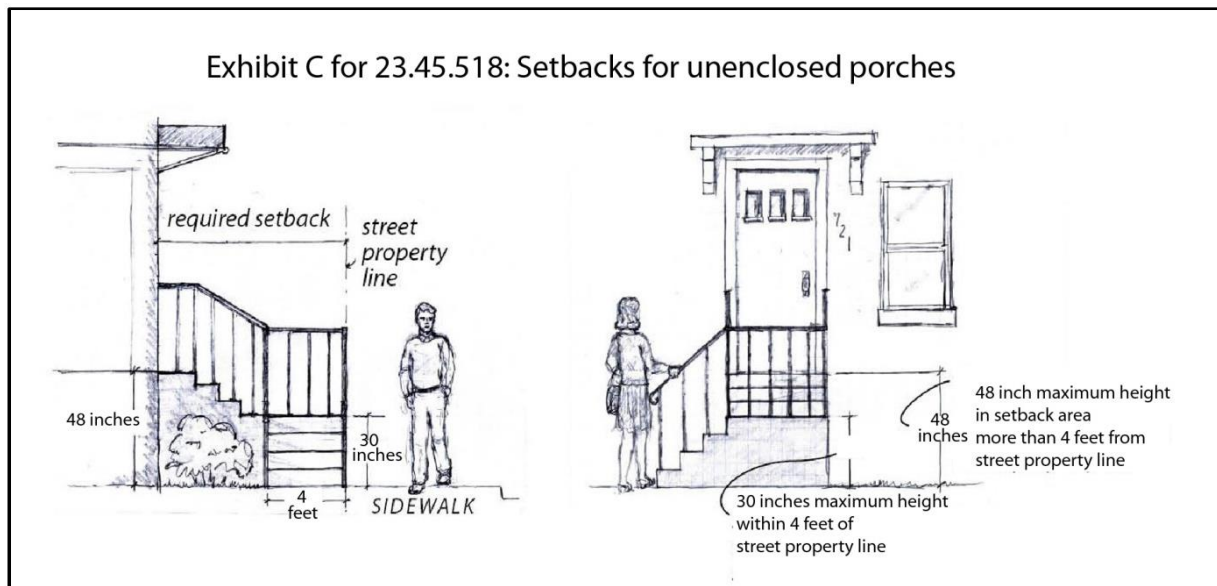 Exhibit C for 23.45.518: Setbacks for unenclosed porches
required setback
street
property
line
48 inches
30
inches
4
feet
SIDEWALK
721
48
inches
48 inch maximum height
in setback area
more than 4 feet from
street property line
30 inches maximum height
within 4 feet of
street property line